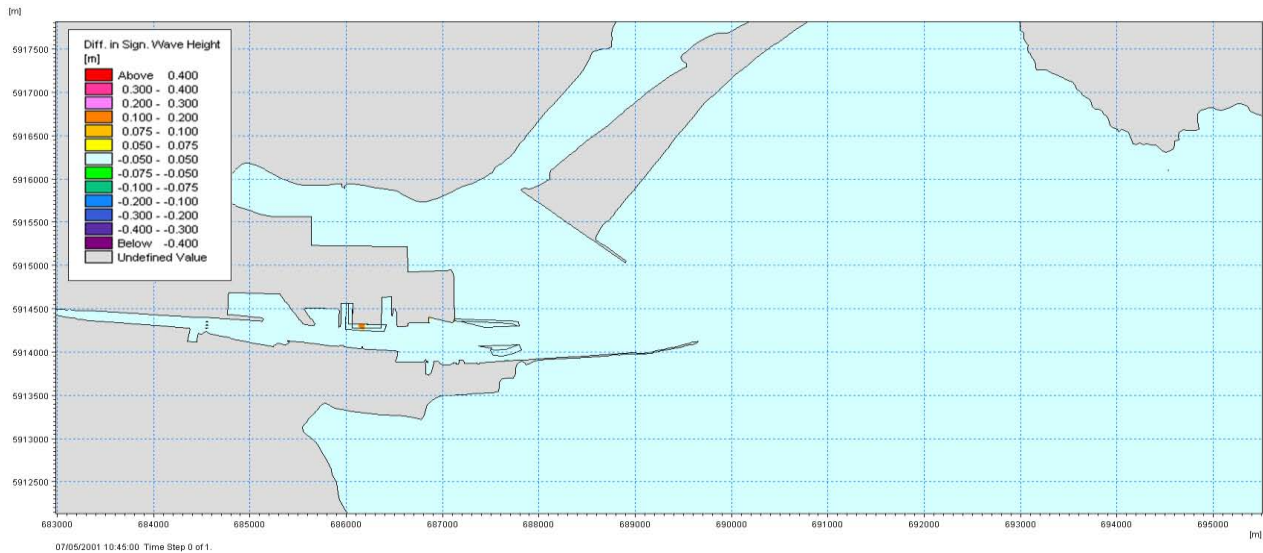 [m]
Diff. in Sign. Wave Height
[m]
Above 0.400
0.300 - 0.400
0.200 - 0.300
0.100 - 0.200
0.075 - 0.100
0.050 - 0.075
-0.050 - 0.050
-0.075 - -0.050
-0.100 - -0.075
-0.200 - -0.100
-0.300 - -0.200
-0.400 - -0.300
Below -0.400
Undefined Value
5917500
5917000
5916500
5916000
5915500
5915000
5914500
5914000
5913500
5913000
5912500
683000 684000 685000 686000 687000 688000 689000 690000 691000 692000 693000 694000 695000
[m]
07/05/2001 10:45:00 Time Step 0 of 1.